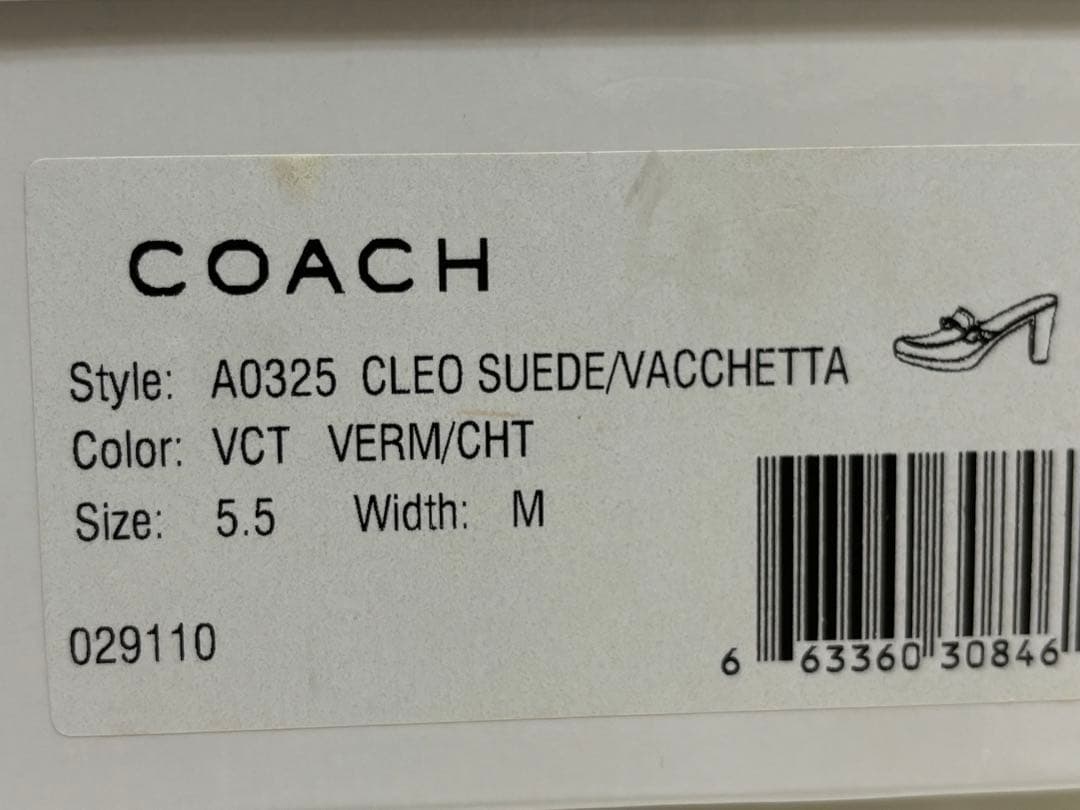 COACH
Style: A0325 CLEO SUEDE/VACCHETTA
Color: VCT VERM/CHT
Size: 5.5 Width: M
029110
6 63360 30846